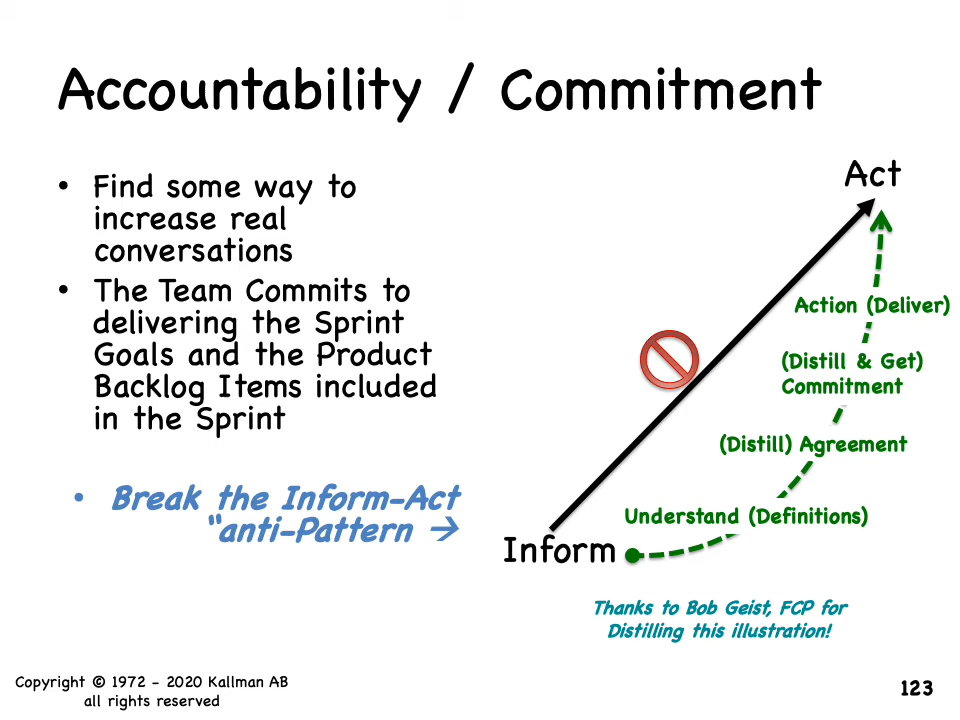 Accountability / Commitment
• Find some way to
increase real
conversations
• The Team Commits to
delivering the Sprint
Goals and the Product
Backlog Items included
in the Sprint
• Break the Inform-Act
“anti-Pattern →
Act
Action (Deliver)
(Distill & Get)
Commitment
(Distill) Agreement
Understand (Definitions)
Inform
Thanks to Bob Geist, FCP for
Distilling this illustration!
Copyright © 1972 - 2020 Kallman AB
all rights reserved
123